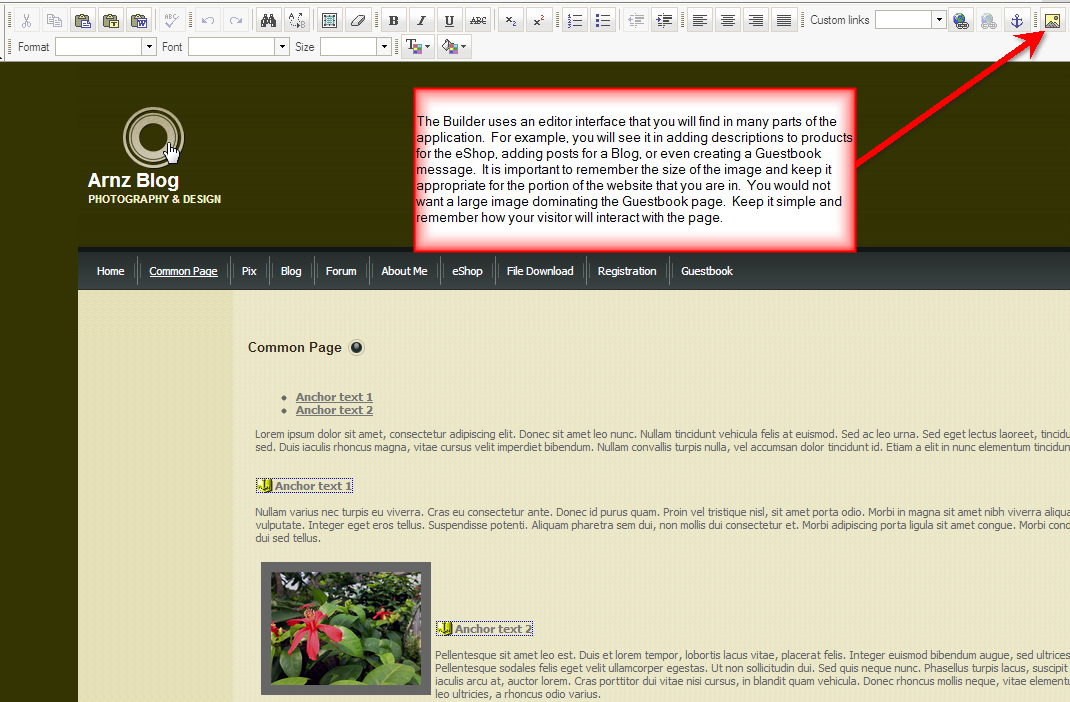 Custom links
Format Font Size
The Builder uses an editor interface that you will find in many parts of the
application. For example, you will see it in adding descriptions to products
for the eShop, adding posts for a Blog, or even creating a Guestbook
message. It is important to remember the size of the image and keep it
appropriate for the portion of the website that you are in. You would not
want a large image dominating the Guestbook page. Keep it simple and
remember how your visitor will interact with the page.
Arnz Blog
PHOTOGRAPHY & DESIGN
Home Common Page Pix Blog Forum About Me eShop File Download Registration Guestbook
Common Page
Anchor text 1
Anchor text 2
Lorem ipsum dolor sit amet, consectetur adipiscing elit. Donec sit amet leo nunc. Nullam tincidunt vehicula felis at euismod. Sed ac leo urna. Sed eget lectus laoreet, tincidu
sed. Duis iaculis rhoncus magna, vitae cursus velit imperdiet bibendum. Nullam convallis turpis nulla, vel accumsan dolor tincidunt id. Etiam a elit in nunc elementum tincidun
Anchor text 1
Nullam varius nec turpis eu viverra. Cras eu consectetur ante. Donec id purus quam. Proin vel tristique nisl, sit amet porta odio. Morbi in magna sit amet nibh viverra aliqua
vulputate. Integer eget eros tellus. Suspendisse potenti. Aliquam pharetra sem dui, non mollis dui consectetur et. Morbi adipiscing porta ligula sit amet congue. Morbi cond
dui sed tellus.
Anchor text 2
Pellentesque sit amet leo est. Duis et lorem tempor, lobortis lacus vitae, placerat felis. Integer euismod bibendum augue, sed ultrices
Pellentesque sodales felis eget velit ullamcorper egestas. Ut non sollicitudin dui. Sed quis neque nunc. Phasellus turpis lacus, suscipit
iaculis arcu at, auctor lorem. Cras porttitor dui vitae nisi cursus, in blandit quam vehicula. Donec rhoncus mollis neque, vitae elementu
leo ultricies, a rhoncus odio varius.